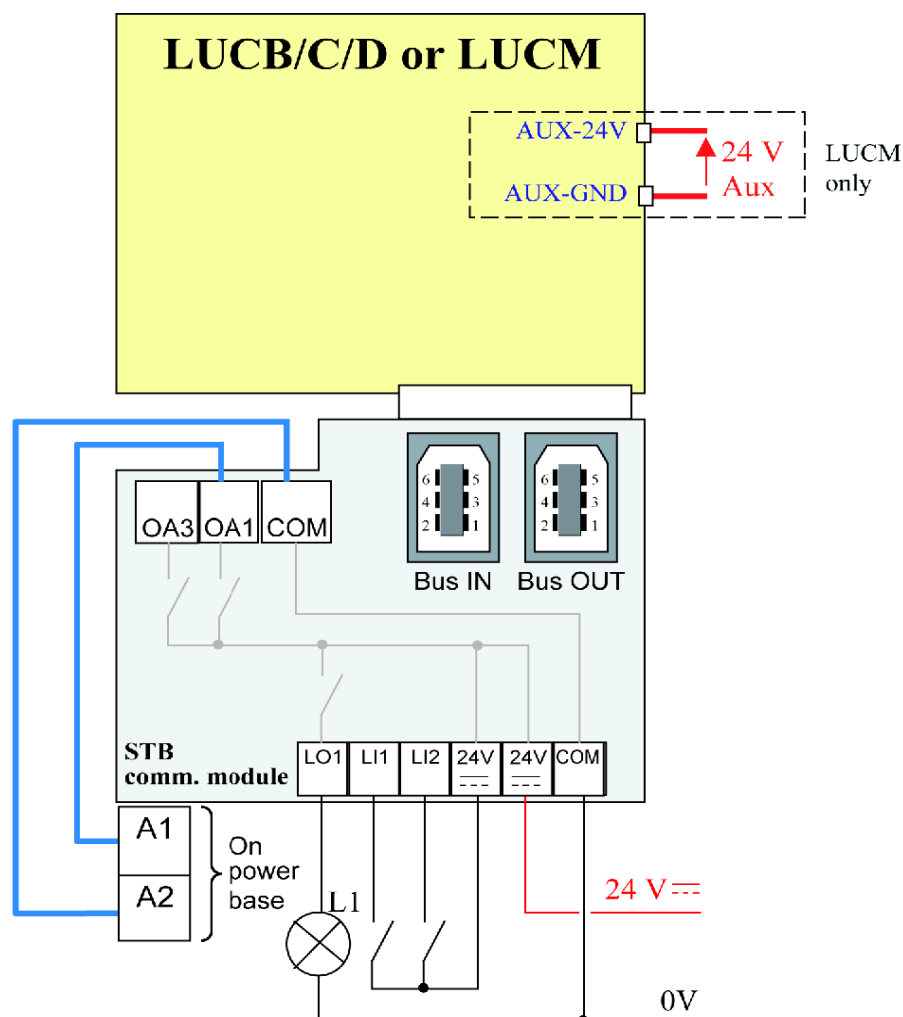 LUCB/C/D or LUCM
AUX-24V
24 V
Aux
AUX-GND
LUCM
only
OA3
OA1
COM
6
5
4
3
2
1
6
5
4
3
2
1
Bus IN
Bus OUT
STB
comm. module
LO1
LI1
LI2
24V
24V
COM
A1
A2
On
power
base
L1
24 V
0V